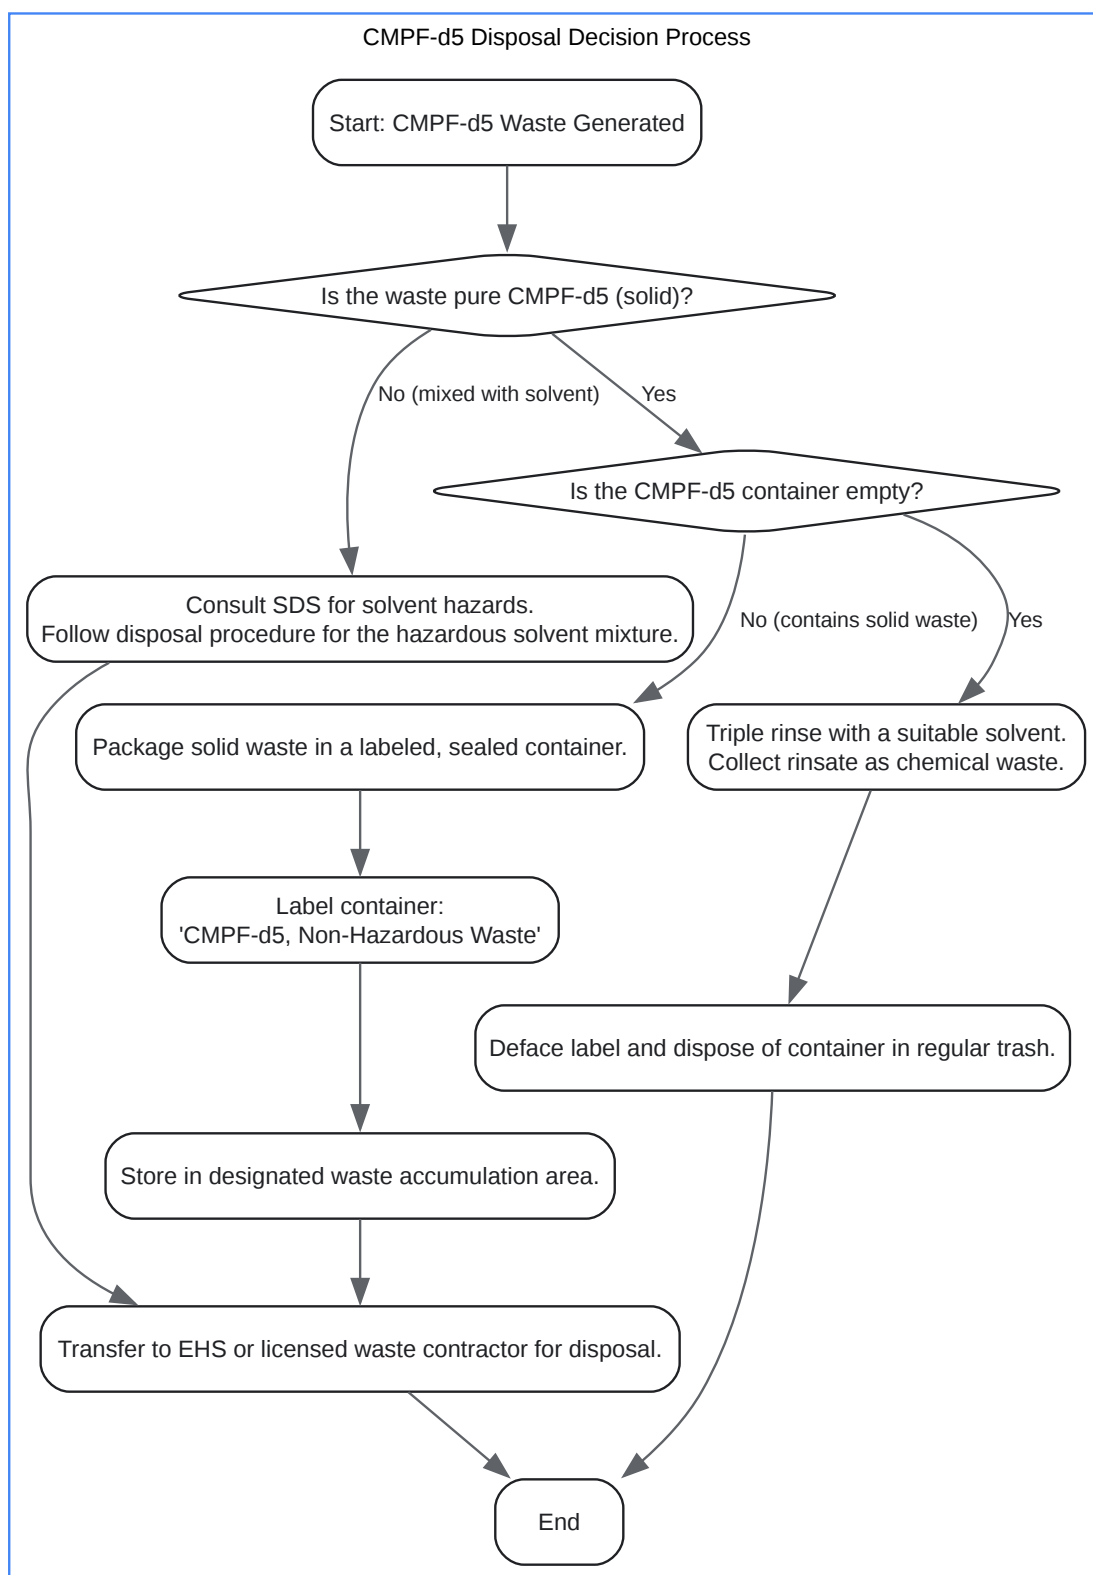 CMPF-d5 Disposal Decision Process
Start: CMPF-d5 Waste Generated
Is the waste pure CMPF-d5 (solid)?
No (mixed with solvent)
Yes
Is the CMPF-d5 container empty?
Consult SDS for solvent hazards.
Follow disposal procedure for the hazardous solvent mixture.
No (contains solid waste)
Yes
Package solid waste in a labeled, sealed container.
Triple rinse with a suitable solvent.
Collect rinsate as chemical waste.
Label container:
'CMPF-d5, Non-Hazardous Waste'
Deface label and dispose of container in regular trash.
Store in designated waste accumulation area.
Transfer to EHS or licensed waste contractor for disposal.
End